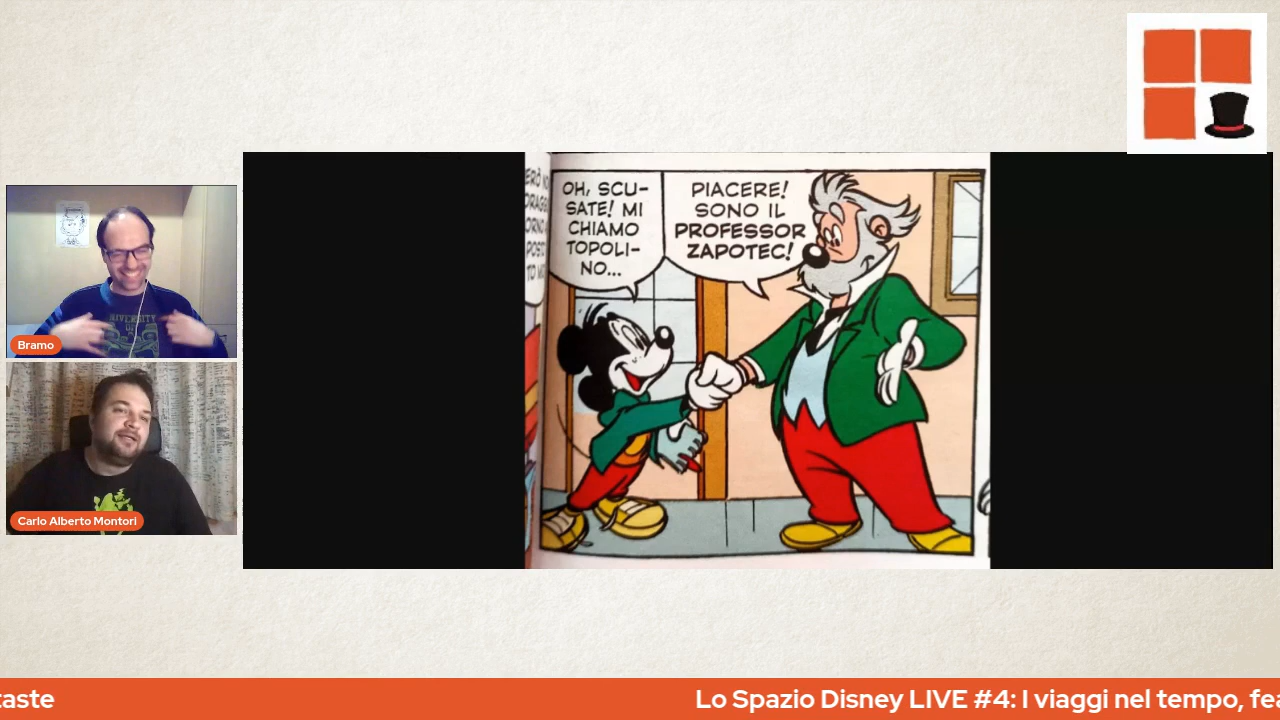 OH, SCU-
SATE! MI
CHIAMO
TOPOLI-
NO...
PIACERE!
SONO IL
PROFESSOR
ZAPOTEC!
Bramo
Carlo Alberto Montori
taste
Lo Spazio Disney LIVE #4: I viaggi nel tempo, fea